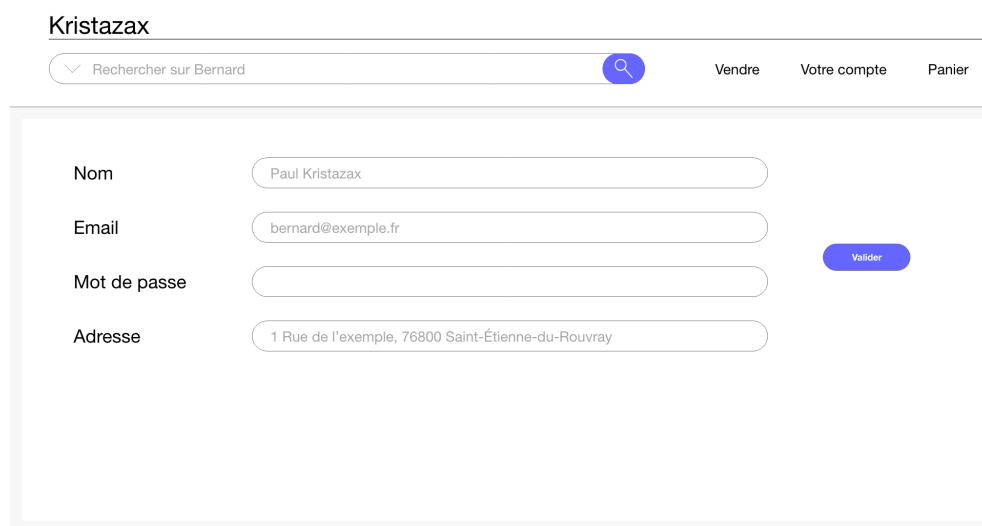 Kristazax
Rechercher sur Bernard
Vendre Votre compte Panier
Nom Paul Kristazax
Email bernard@exemple.fr
Valider
Mot de passe
Adresse 1 Rue de l'exemple, 76800 Saint-Étienne-du-Rouvray